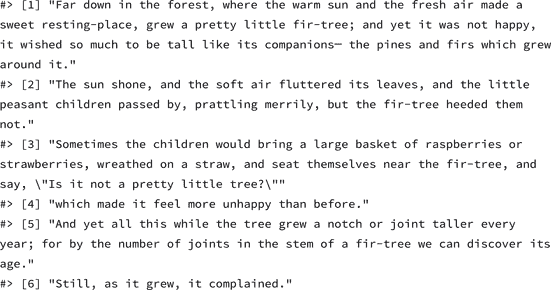 #> [1] "Far down in the forest, where the warm sun and the fresh air made a
sweet resting-place, grew a pretty little fir-tree; and yet it was not happy,
it wished so much to be tall like its companions— the pines and firs which grew
around it."
#> [2] "The sun shone, and the soft air fluttered its leaves, and the little
peasant children passed by, prattling merrily, but the fir-tree heeded them
not."
#> [3] "Sometimes the children would bring a large basket of raspberries or
strawberries, wreathed on a straw, and seat themselves near the fir-tree, and
say, \"Is it not a pretty little tree?\""
#> [4] "which made it feel more unhappy than before."
#> [5] "And yet all this while the tree grew a notch or joint taller every
year; for by the number of joints in the stem of a fir-tree we can discover its
age."
#> [6] "Still, as it grew, it complained."